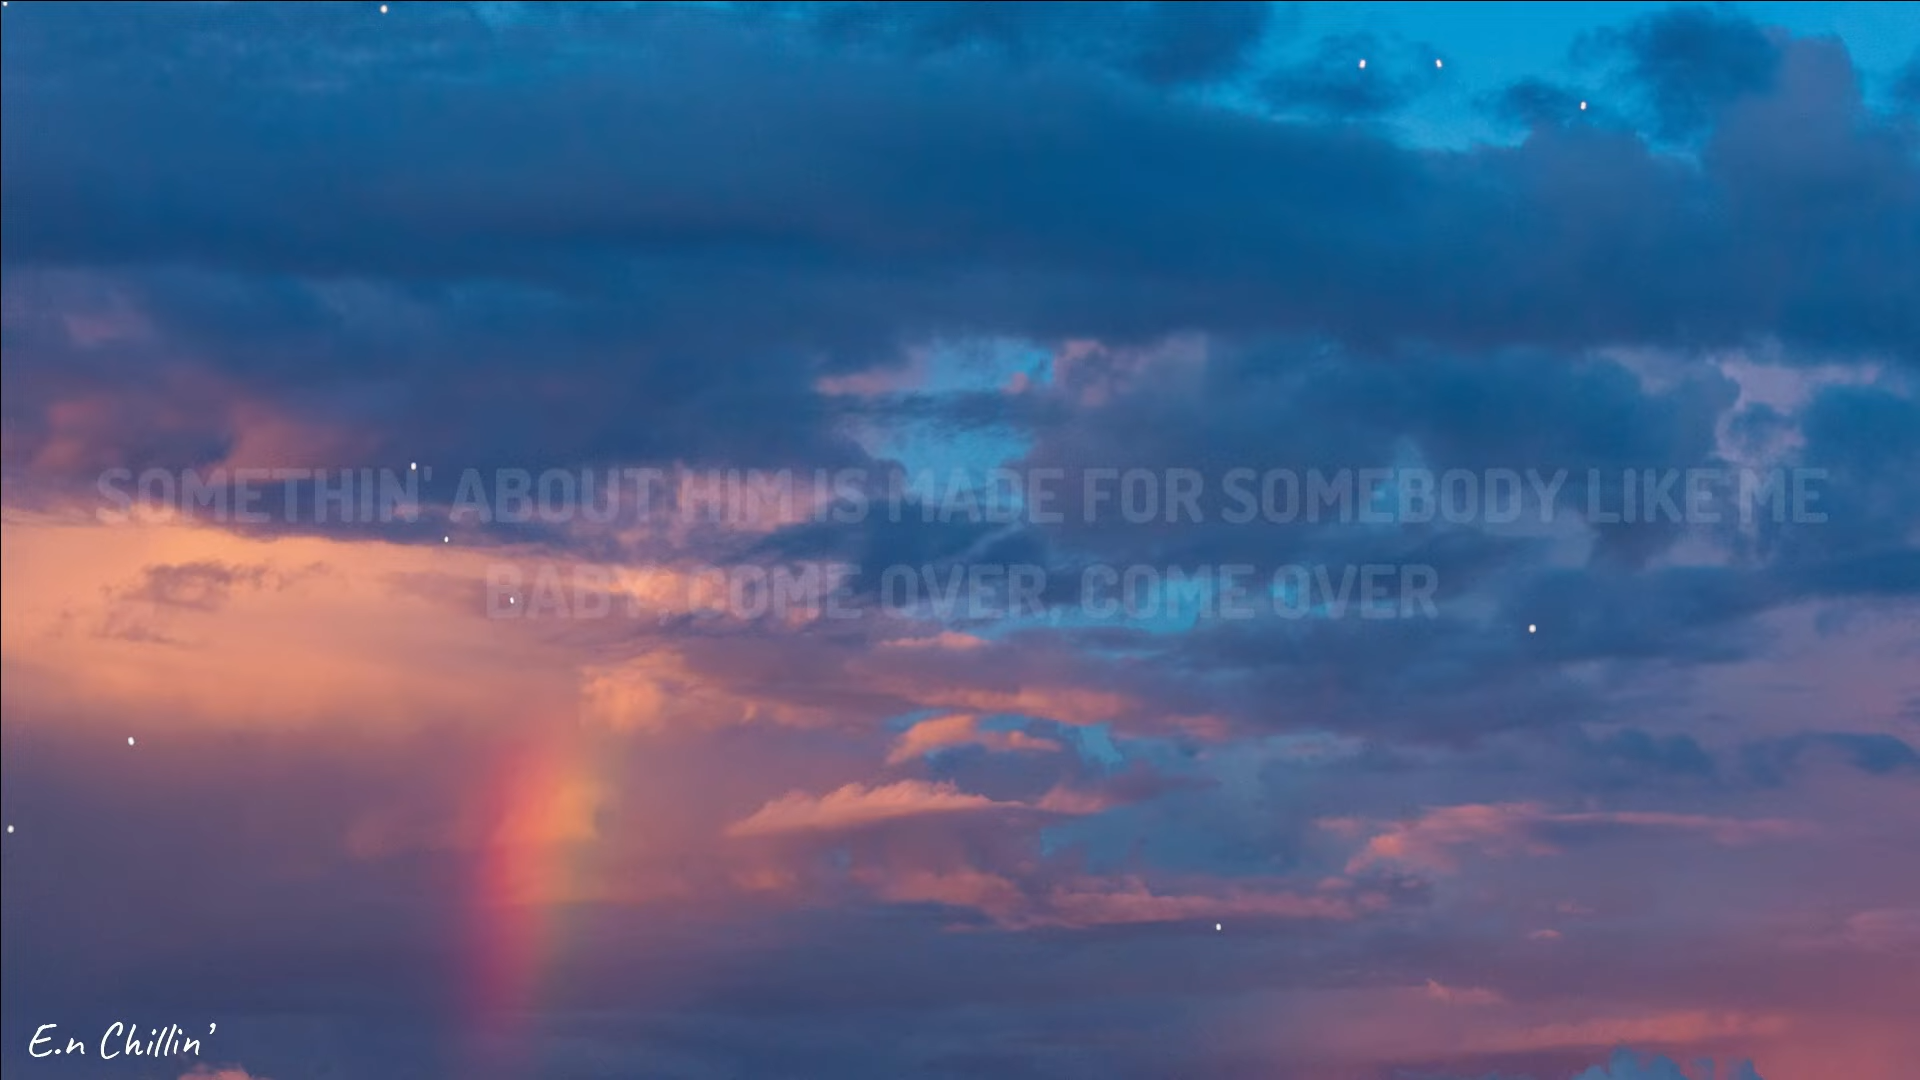 SOMETHIN' ABOUT HIM IS MADE FOR SOMEBODY LIKE ME
BABY, COME OVER, COME OVER
E.n Chillin'